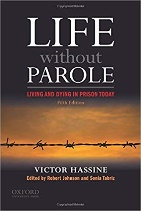 LIFE
without
PAROLE
LIVING AND DYING IN PRISON TODAY
Fifth Edition
VICTOR HASSINE
Edited by Robert Johnson and Sonia Tabriz
OXFORD